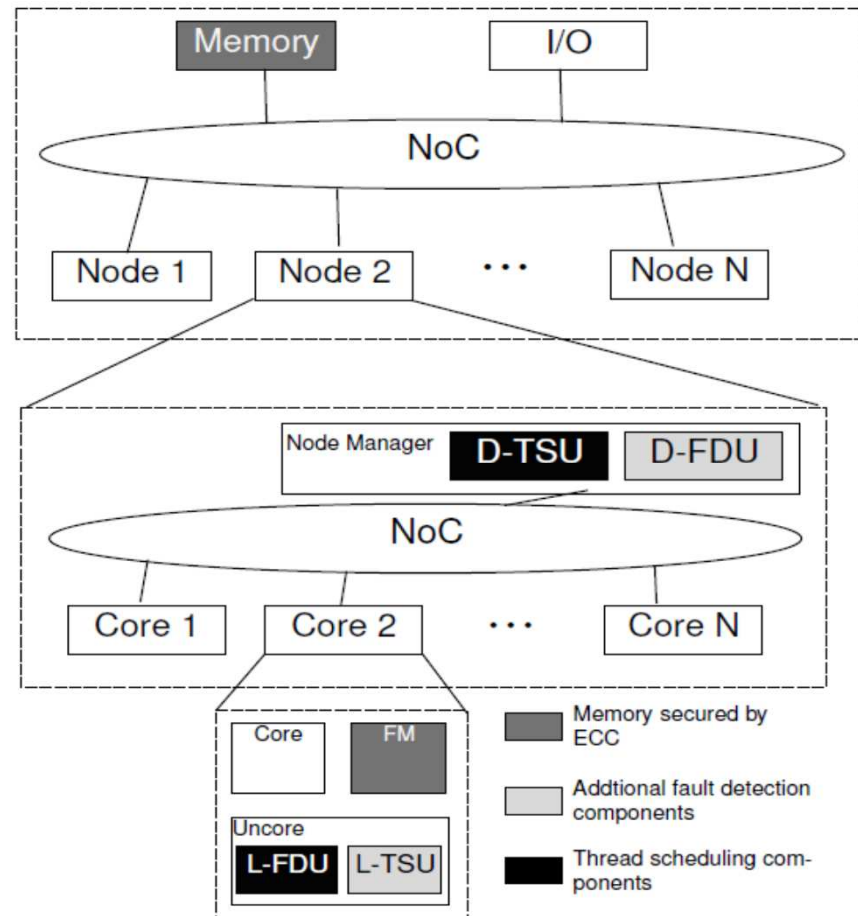 Memory
I/O
NoC
Node 1
Node 2
...
Node N
Node Manager
D-TSU
D-FDU
NoC
Core 1
Core 2
...
Core N
Core
FM
Uncore
L-FDU
L-TSU
Memory secured by
ECC
Addtional fault detection
components
Thread scheduling com-
ponents